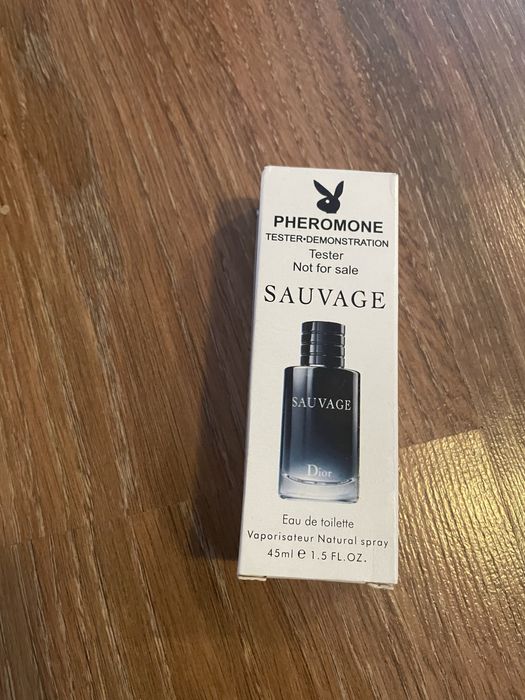 PHEROMONE
TESTER•DEMONSTRATION
Tester
Not for sale
SAUVAGE
SAUVAGE
Dior
Eau de toilette
Vaporisateur Natural spray
45ml ℮ 1.5 FL.OZ.